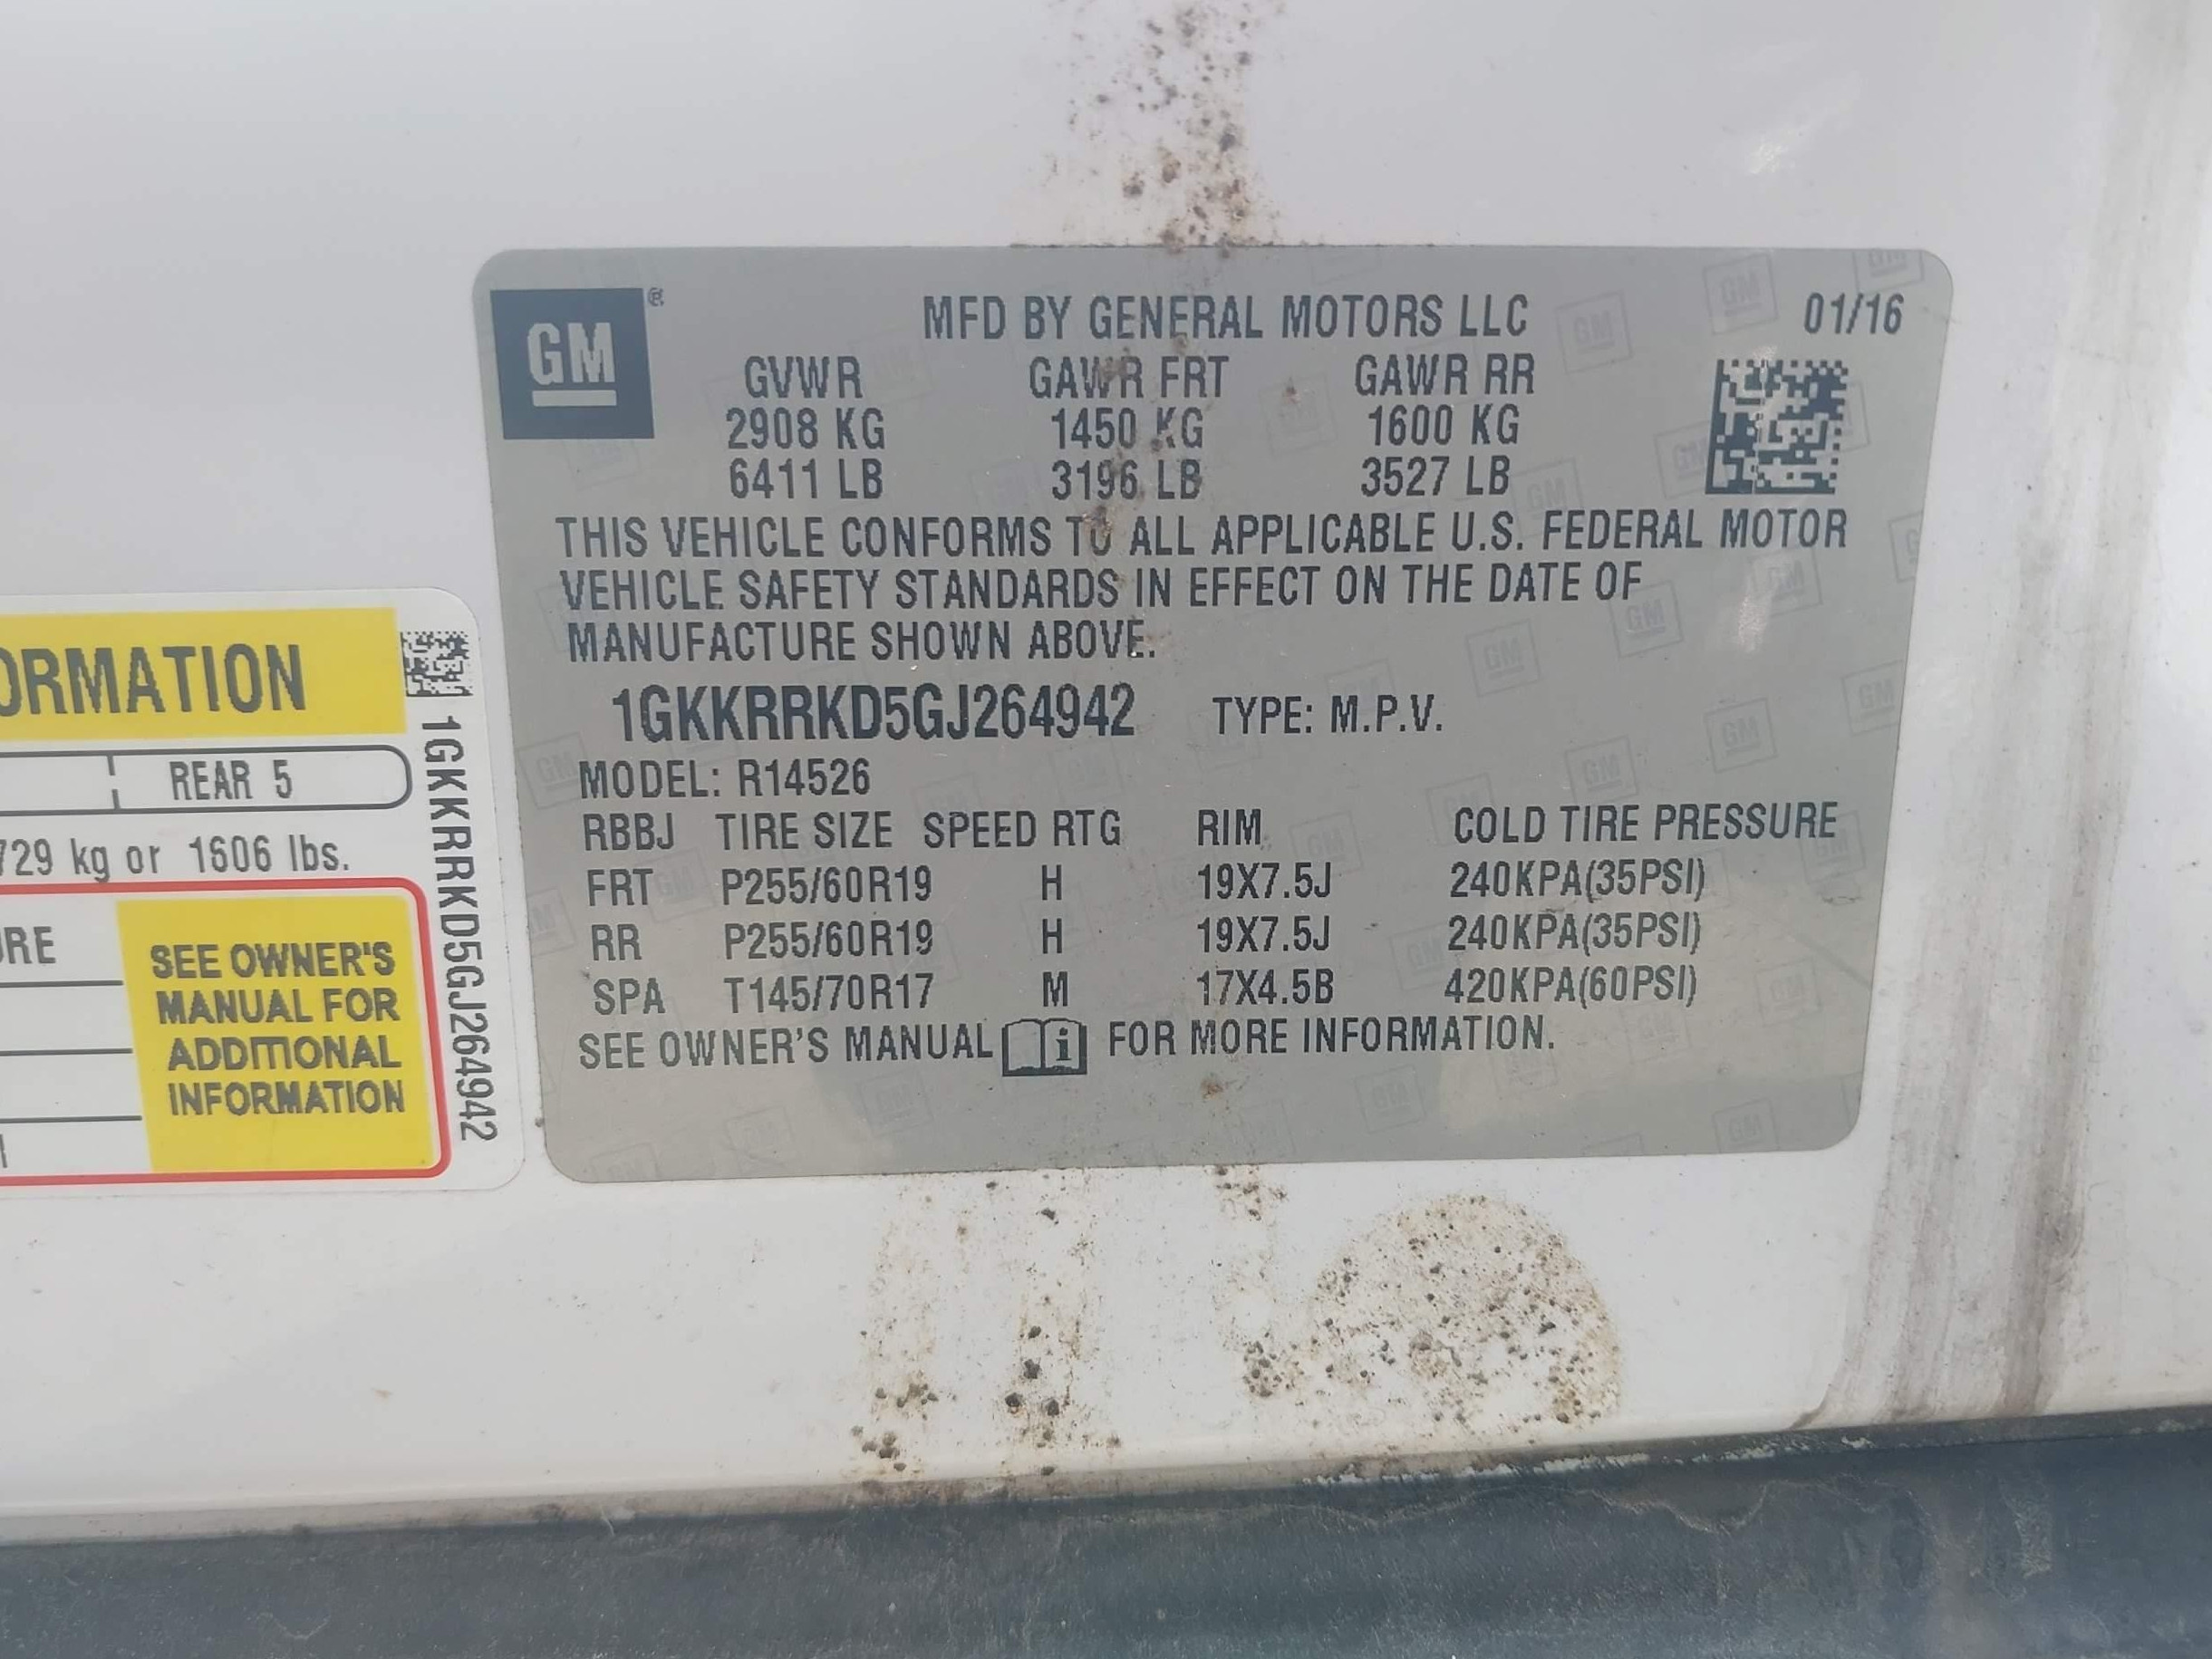 GM ®
MFD BY GENERAL MOTORS LLC 01/16
GVWR GAWR FRT GAWR RR
2908 KG 1450 KG 1600 KG
6411 LB 3196 LB 3527 LB
THIS VEHICLE CONFORMS TO ALL APPLICABLE U.S. FEDERAL MOTOR
VEHICLE SAFETY STANDARDS IN EFFECT ON THE DATE OF
MANUFACTURE SHOWN ABOVE.
1GKKRRKD5GJ264942 TYPE: M.P.V.
MODEL: R14526
RBBJ TIRE SIZE SPEED RTG RIM COLD TIRE PRESSURE
FRT P255/60R19 H 19X7.5J 240KPA(35PSI)
RR P255/60R19 H 19X7.5J 240KPA(35PSI)
SPA T145/70R17 M 17X4.5B 420KPA(60PSI)
SEE OWNER'S MANUAL i FOR MORE INFORMATION.
ORMATION
REAR 5
729 kg or 1606 lbs.
URE
SEE OWNER'S
MANUAL FOR
ADDITIONAL
INFORMATION
1GKKRRKD5GJ264942